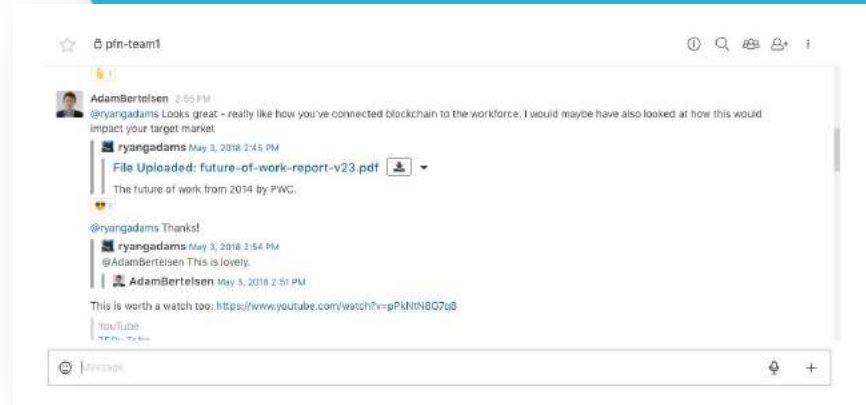 pfn-team1
1
AdamBertelsen 2:55 PM
@ryangadams Looks great - really like how you've connected blockchain to the workforce. I would maybe have also looked at how this would
impact your target market
ryangadams May 3, 2018 2:45 PM
File Uploaded: future-of-work-report-v23.pdf
The future of work from 2014 by PWC.
1
@ryangadams Thanks!
ryangadams May 3, 2018 2:54 PM
@AdamBertelsen This is lovely.
AdamBertelsen May 3, 2018 2:51 PM
This is worth a watch too: https://www.youtube.com/watch?v=pPkNtN8G7q8
YouTube
Message